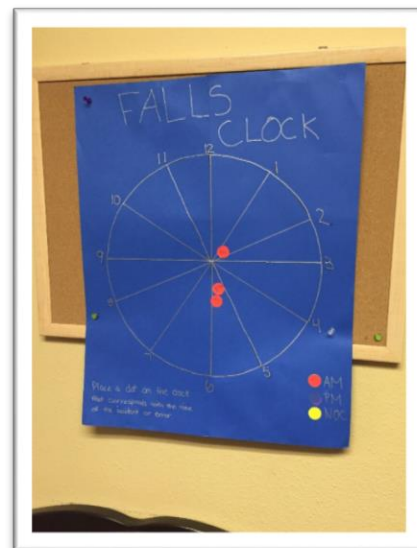 FALLS
CLOCK
12
11
1
10
2
9
3
8
4
7
5
6
Place a dot on the clock
that corresponds with the time
of the incident or error.
AM
PM
NOC